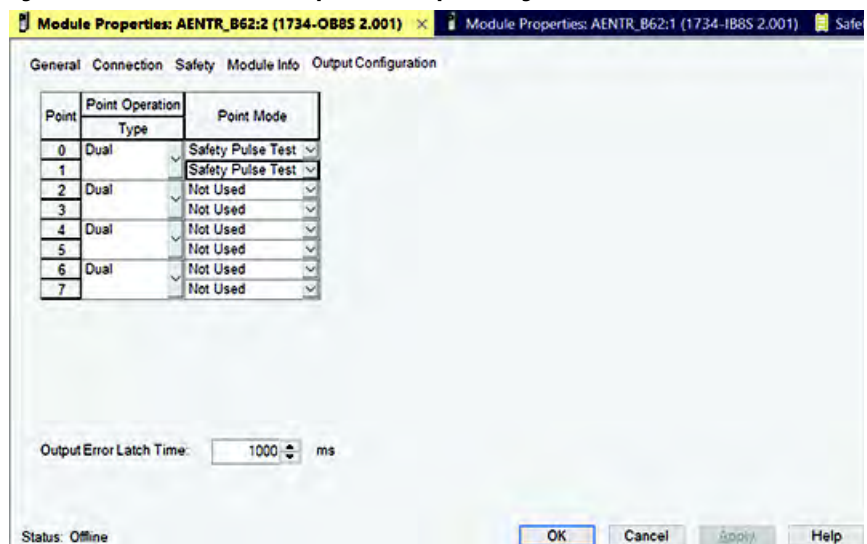 Module Properties: AENTR_B62:2 (1734-OB8S 2.001) × Module Properties: AENTR_B62:1 (1734-IB8S 2.001) Safe
General Connection Safety Module Info Output Configuration
Point Point Operation Point Mode
Type
0 Dual Safety Pulse Test
1 Safety Pulse Test
2 Dual Not Used
3 Not Used
4 Dual Not Used
5 Not Used
6 Dual Not Used
7 Not Used
Output Error Latch Time: 1000 ms
Status: Offline OK Cancel Apply Help